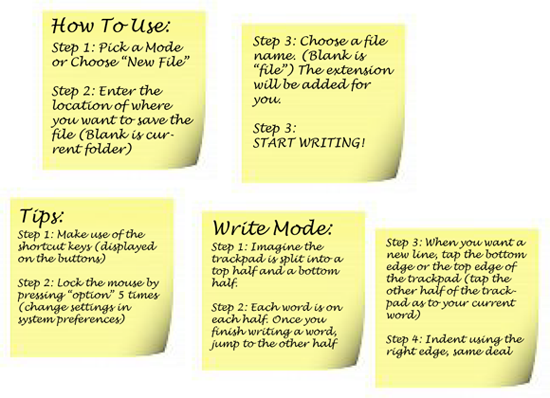 How To Use:
Step 1: Pick a Mode
or Choose "New File"
Step 2: Enter the
location of where
you want to save the
file (Blank is cur-
rent folder)
Step 3: Choose a file
name. (Blank is
"file") The extension
will be added for
you.
Step 3:
START WRITING!
Tips:
Step 1: Make use of the
shortcut keys (displayed
on the buttons)
Step 2: Lock the mouse by
pressing "option" 5 times
(change settings in
system preferences)
Write Mode:
Step 1: Imagine the
trackpad is split into a
top half and a bottom
half.
Step 2: Each word is on
each half. Once you
finish writing a word,
jump to the other half
Step 3: When you want a
new line, tap the bottom
edge or the top edge of
the trackpad (tap the
other half of the track-
pad as to your current
word)
Step 4: Indent using the
right edge, same deal